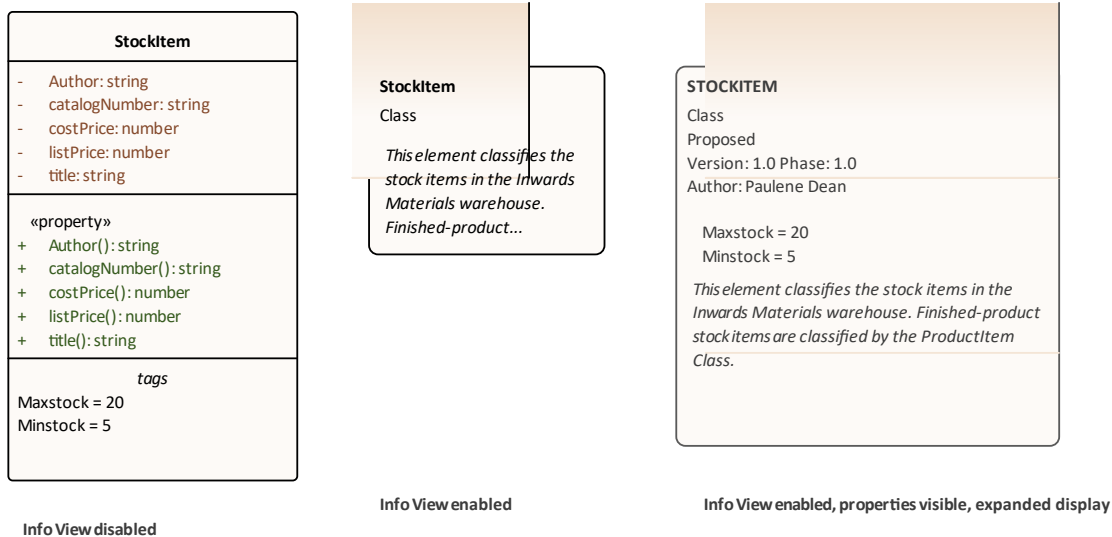 StockItem
- Author: string
- catalogNumber: string
- costPrice: number
- listPrice: number
- title: string
«property»
+ Author(): string
+ catalogNumber(): string
+ costPrice(): number
+ listPrice(): number
+ title(): string
tags
Maxstock = 20
Minstock = 5
Info View disabled
StockItem
Class
This element classifies the
stock items in the Inwards
Materials warehouse.
Finished-product...
Info View enabled
STOCKITEM
Class
Proposed
Version: 1.0 Phase: 1.0
Author: Paulene Dean
Maxstock = 20
Minstock = 5
This element classifies the stock items in the
Inwards Materials warehouse. Finished-product
stock items are classified by the ProductItem
Class.
Info View enabled, properties visible, expanded display